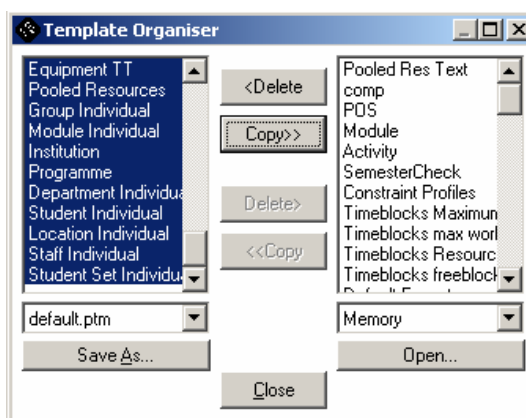 Template Organiser
Equipment TT
Pooled Resources
Group Individual
Module Individual
Institution
Programme
Department Individua
Student Individual
Location Individual
Staff Individual
Student Set Individu
default.ptm
Save As...
<Delete
Copy>>
Delete>
<<Copy
Close
Pooled Res Text
comp
POS
Module
Activity
SemesterCheck
Constraint Profiles
Timeblocks Maximun
Timeblocks max worl
Timeblocks Resourc
Timeblocks freeblock
Memory
Open...